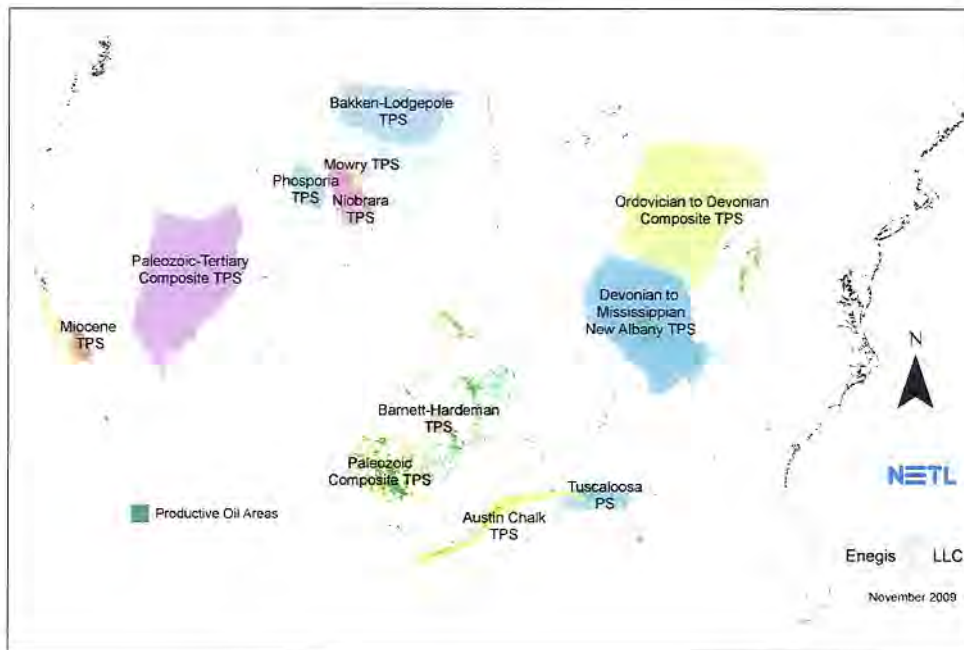 Bakken-Lodgepole
TPS
Mowry TPS
Phosporia
TPS
Niobrara
TPS
Ordovician to Devonian
Composite TPS
Paleozoic-Tertiary
Composite TPS
Devonian to
Mississippian
New Albany TPS
Miocene
TPS
N
Barnett-Hardeman
TPS
Paleozoic
Composite TPS
Tuscaloosa
PS
Austin Chalk
TPS
NETL
Productive Oil Areas
Enegis LLC
November 2009